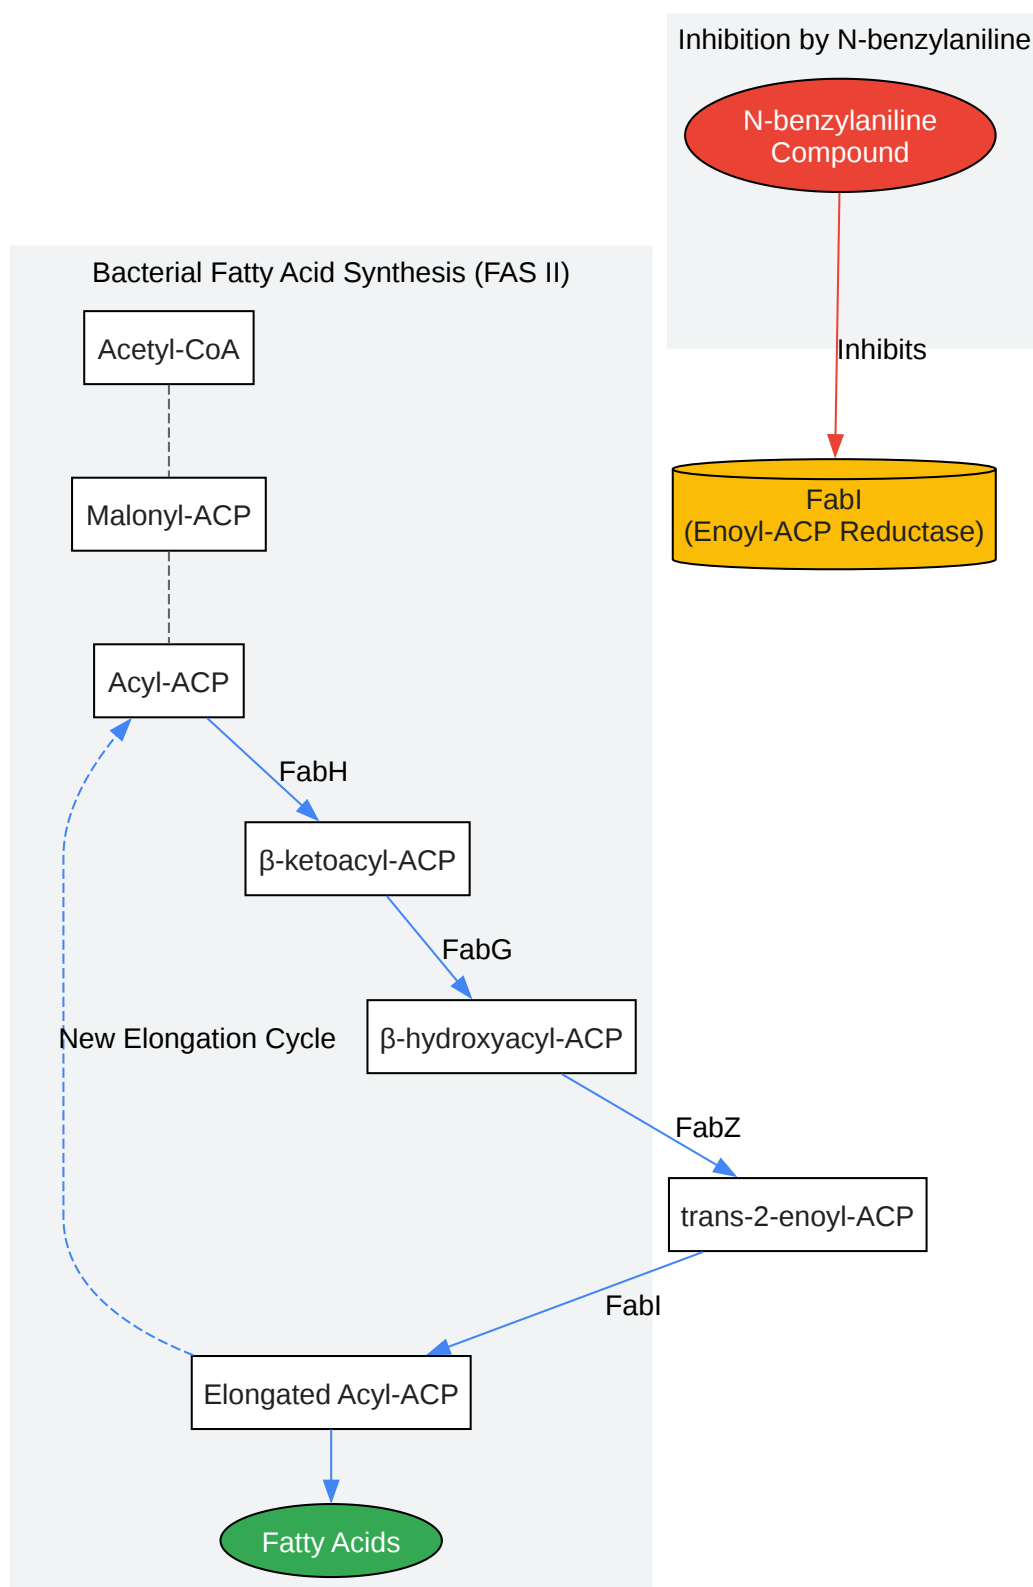 Inhibition by N-benzylaniline
N-benzylaniline
Compound
Inhibits
FabI
(Enoyl-ACP Reductase)
Bacterial Fatty Acid Synthesis (FAS II)
Acetyl-CoA
Malonyl-ACP
Acyl-ACP
FabH
β-ketoacyl-ACP
FabG
New Elongation Cycle
β-hydroxyacyl-ACP
FabZ
trans-2-enoyl-ACP
FabI
Elongated Acyl-ACP
Fatty Acids